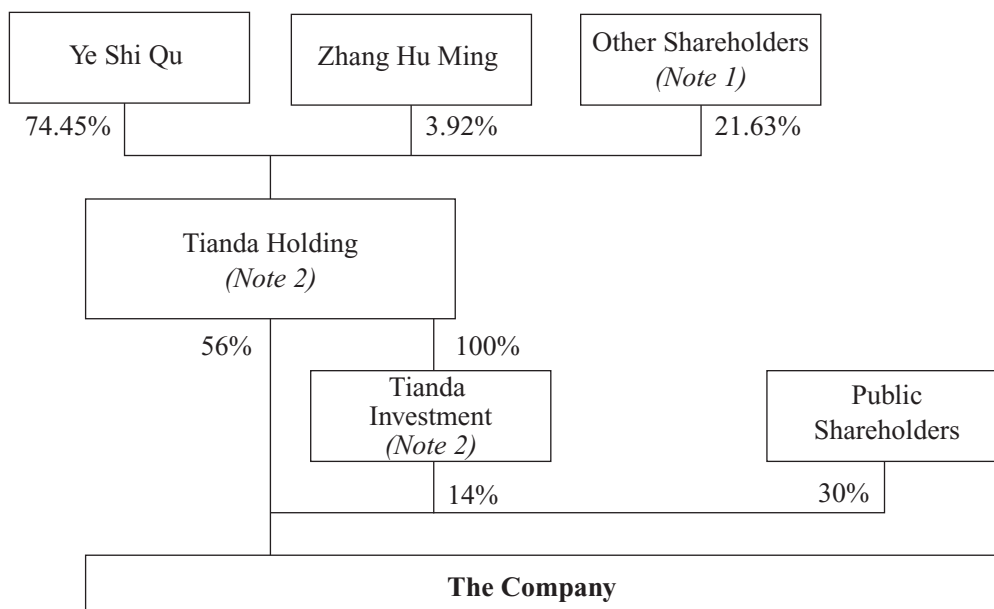 Ye Shi Qu
Zhang Hu Ming
Other Shareholders
(Note 1)
74.45%
3.92%
21.63%
Tianda Holding
(Note 2)
56%
100%
Tianda
Investment
(Note 2)
Public
Shareholders
14%
30%
The Company